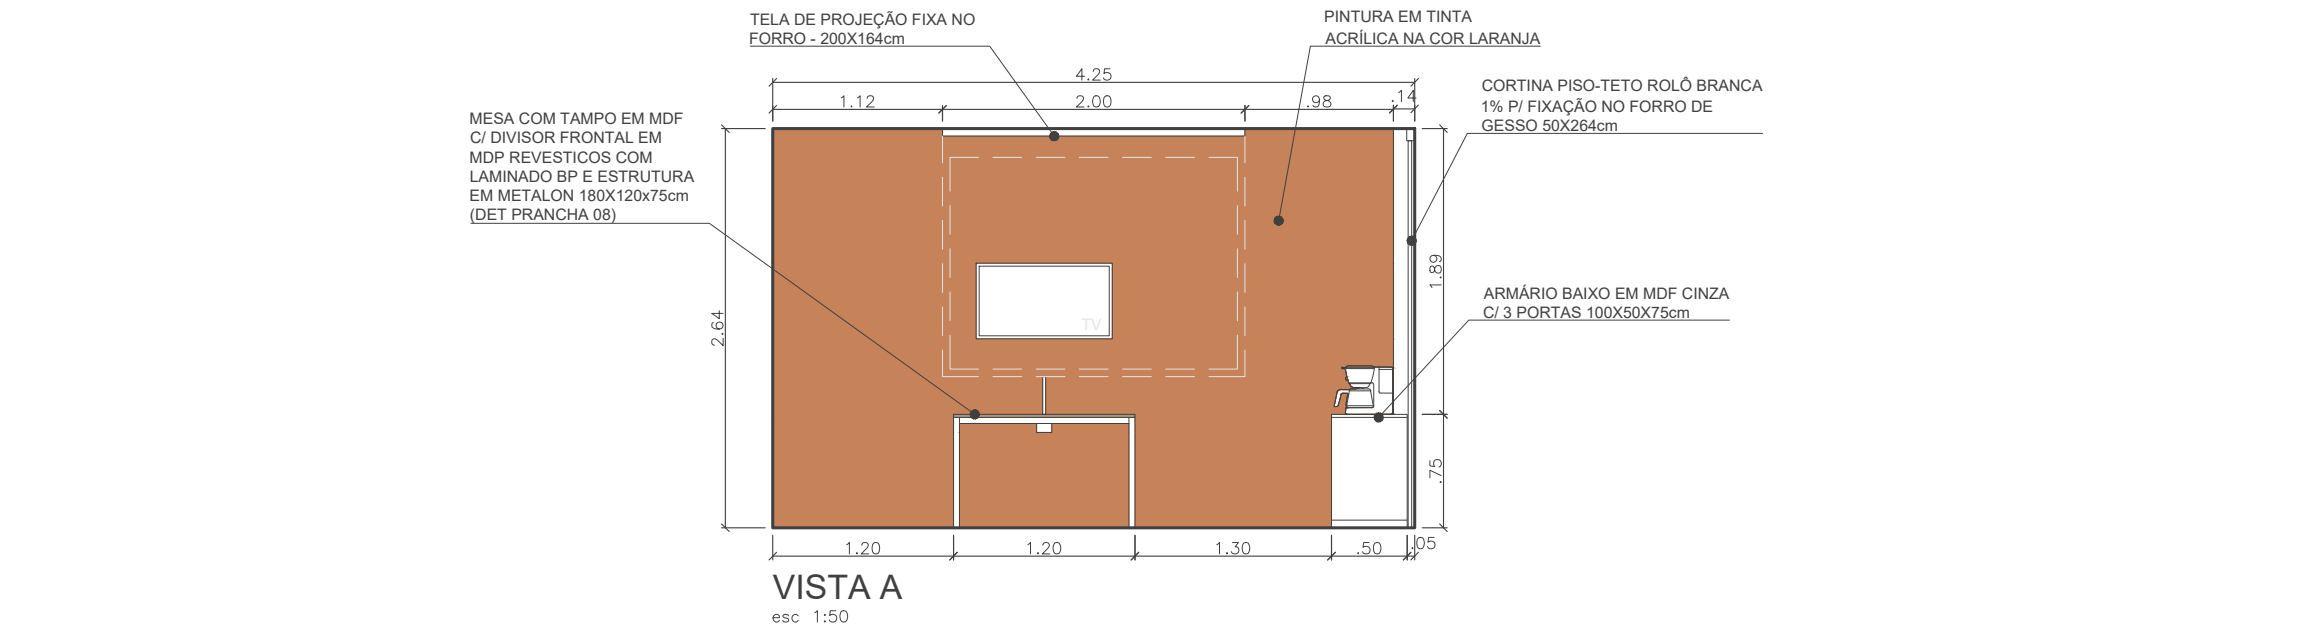 TELA DE PROJEÇÃO FIXA NO
FORRO - 200X164cm
PINTURA EM TINTA
ACRÍLICA NA COR LARANJA
4.25
1.12
2.00
.98
.14
CORTINA PISO-TETO ROLÔ BRANCA
1% P/ FIXAÇÃO NO FORRO DE
GESSO 50X264cm
MESA COM TAMPO EM MDF
C/ DIVISOR FRONTAL EM
MDP REVESTICOS COM
LAMINADO BP E ESTRUTURA
EM METALON 180X120x75cm
(DET PRANCHA 08)
2.64
TV
1.89
ARMÁRIO BAIXO EM MDF CINZA
C/ 3 PORTAS 100X50X75cm
.75
1.20
1.20
1.30
.50
.05
VISTA A
esc 1:50